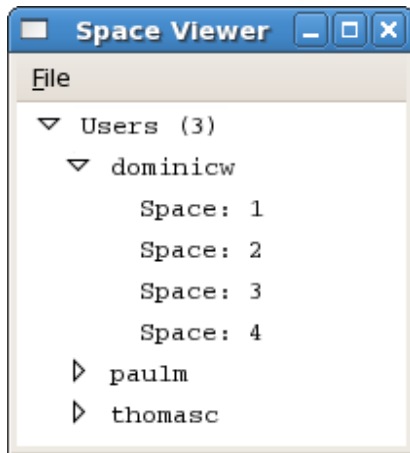 Space Viewer
File
Users (3)
dominicw
Space: 1
Space: 2
Space: 3
Space: 4
paulm
thomasc